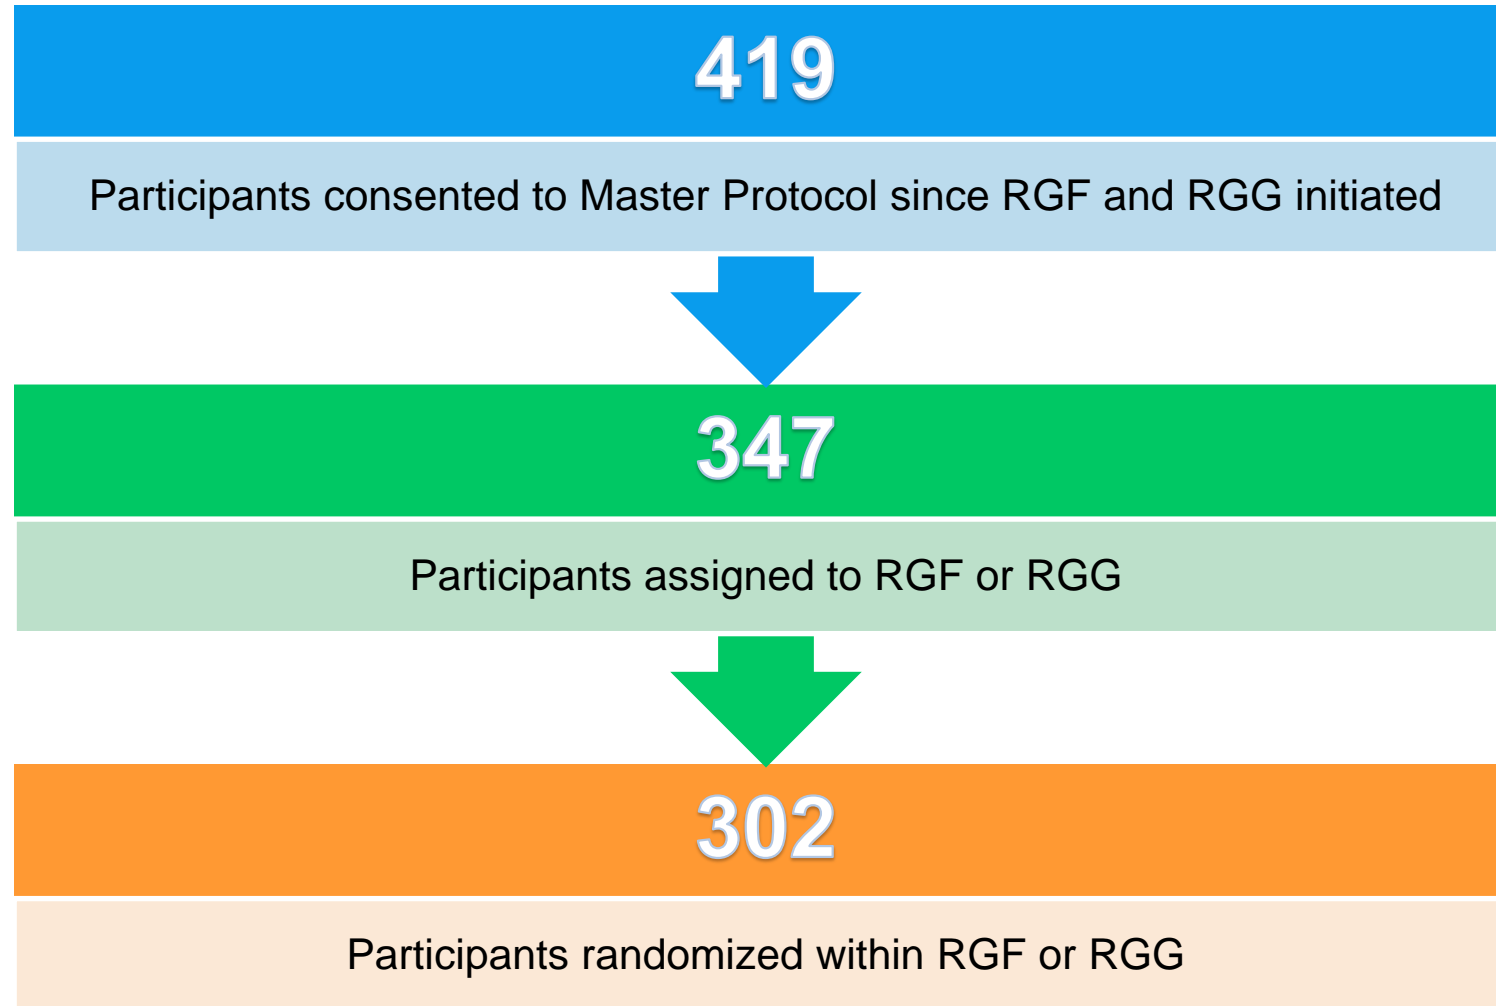 419
Participants consented to Master Protocol since RGF and RGG initiated
347
Participants assigned to RGF or RGG
302
Participants randomized within RGF or RGG